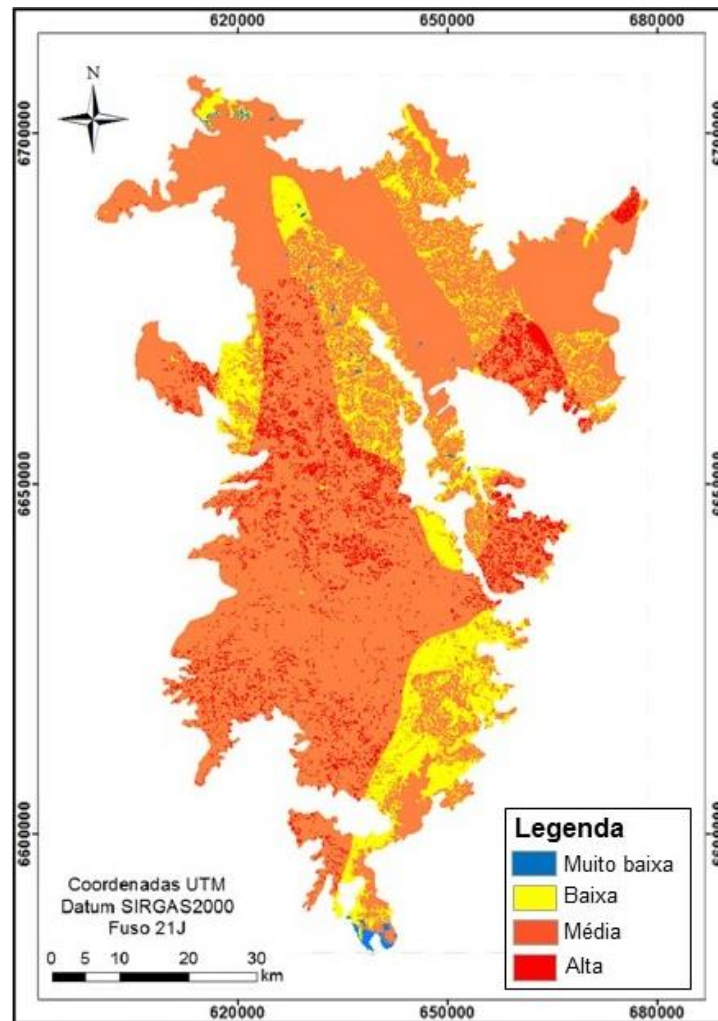 620000 650000 680000
N
6700000 6700000
6650000 6650000
6600000 6600000
Legenda
Muito baixa
Baixa
Média
Alta
Coordenadas UTM
Datum SIRGAS2000
Fuso 21J
0 5 10 20 30
km
620000 650000 680000